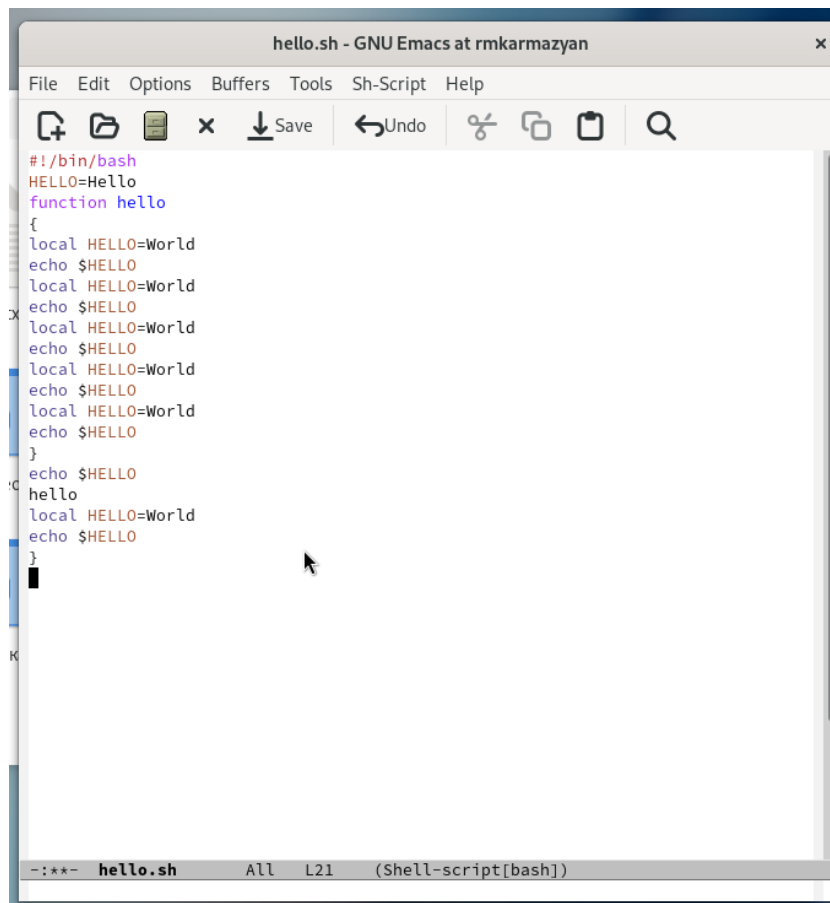 hello.sh - GNU Emacs at rmkarmazyan
File Edit Options Buffers Tools Sh-Script Help
Save Undo
#!/bin/bash
HELLO=Hello
function hello
{
local HELLO=World
echo $HELLO
local HELLO=World
echo $HELLO
local HELLO=World
echo $HELLO
local HELLO=World
echo $HELLO
local HELLO=World
echo $HELLO
}
echo $HELLO
hello
local HELLO=World
echo $HELLO
}
-:**- hello.sh All L21 (Shell-script[bash])